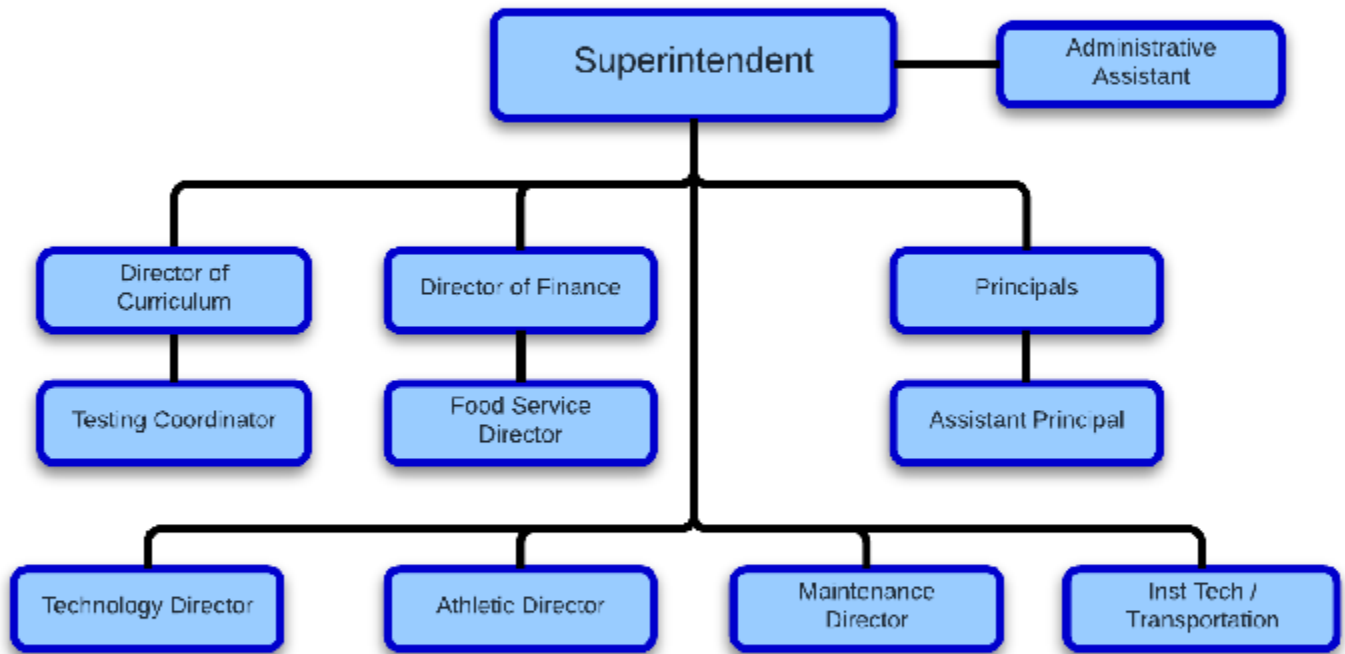 Superintendent
Administrative
Assistant
Director of
Curriculum
Director of Finance
Principals
Testing Coordinator
Food Service
Director
Assistant Principal
Technology Director
Athletic Director
Maintenance
Director
Inst Tech /
Transportation